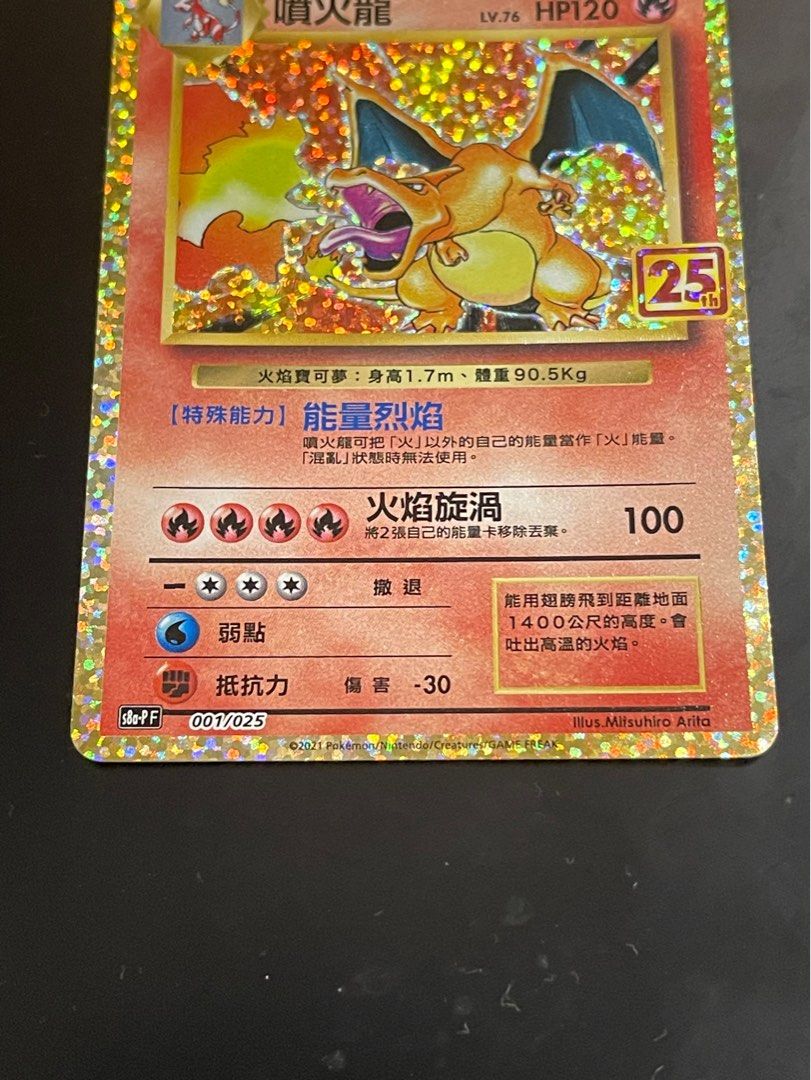 噴火龍 LV.76 HP120
25th
火焰寶可夢：身高1.7m、體重90.5Kg
【特殊能力】能量烈焰
噴火龍可把「火」以外的自己的能量當作「火」能量。
「混亂」狀態時無法使用。
火焰旋渦 100
將2張自己的能量卡移除丟棄。
撤退
弱點
抵抗力 傷害 -30
能用翅膀飛到距離地面
1400公尺的高度。會
吐出高溫的火焰。
s8a-P F 001/025 Illus.Mitsuhiro Arita
©2021 Pokémon/Nintendo/Creatures/GAME FREAK